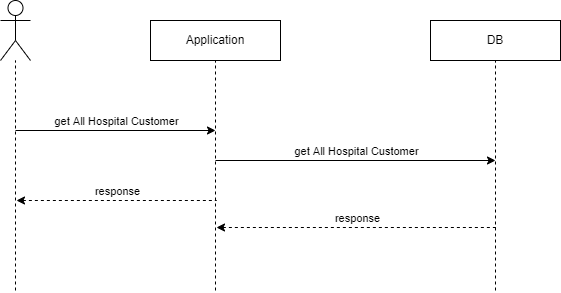 Application
DB
get All Hospital Customer
get All Hospital Customer
response
response